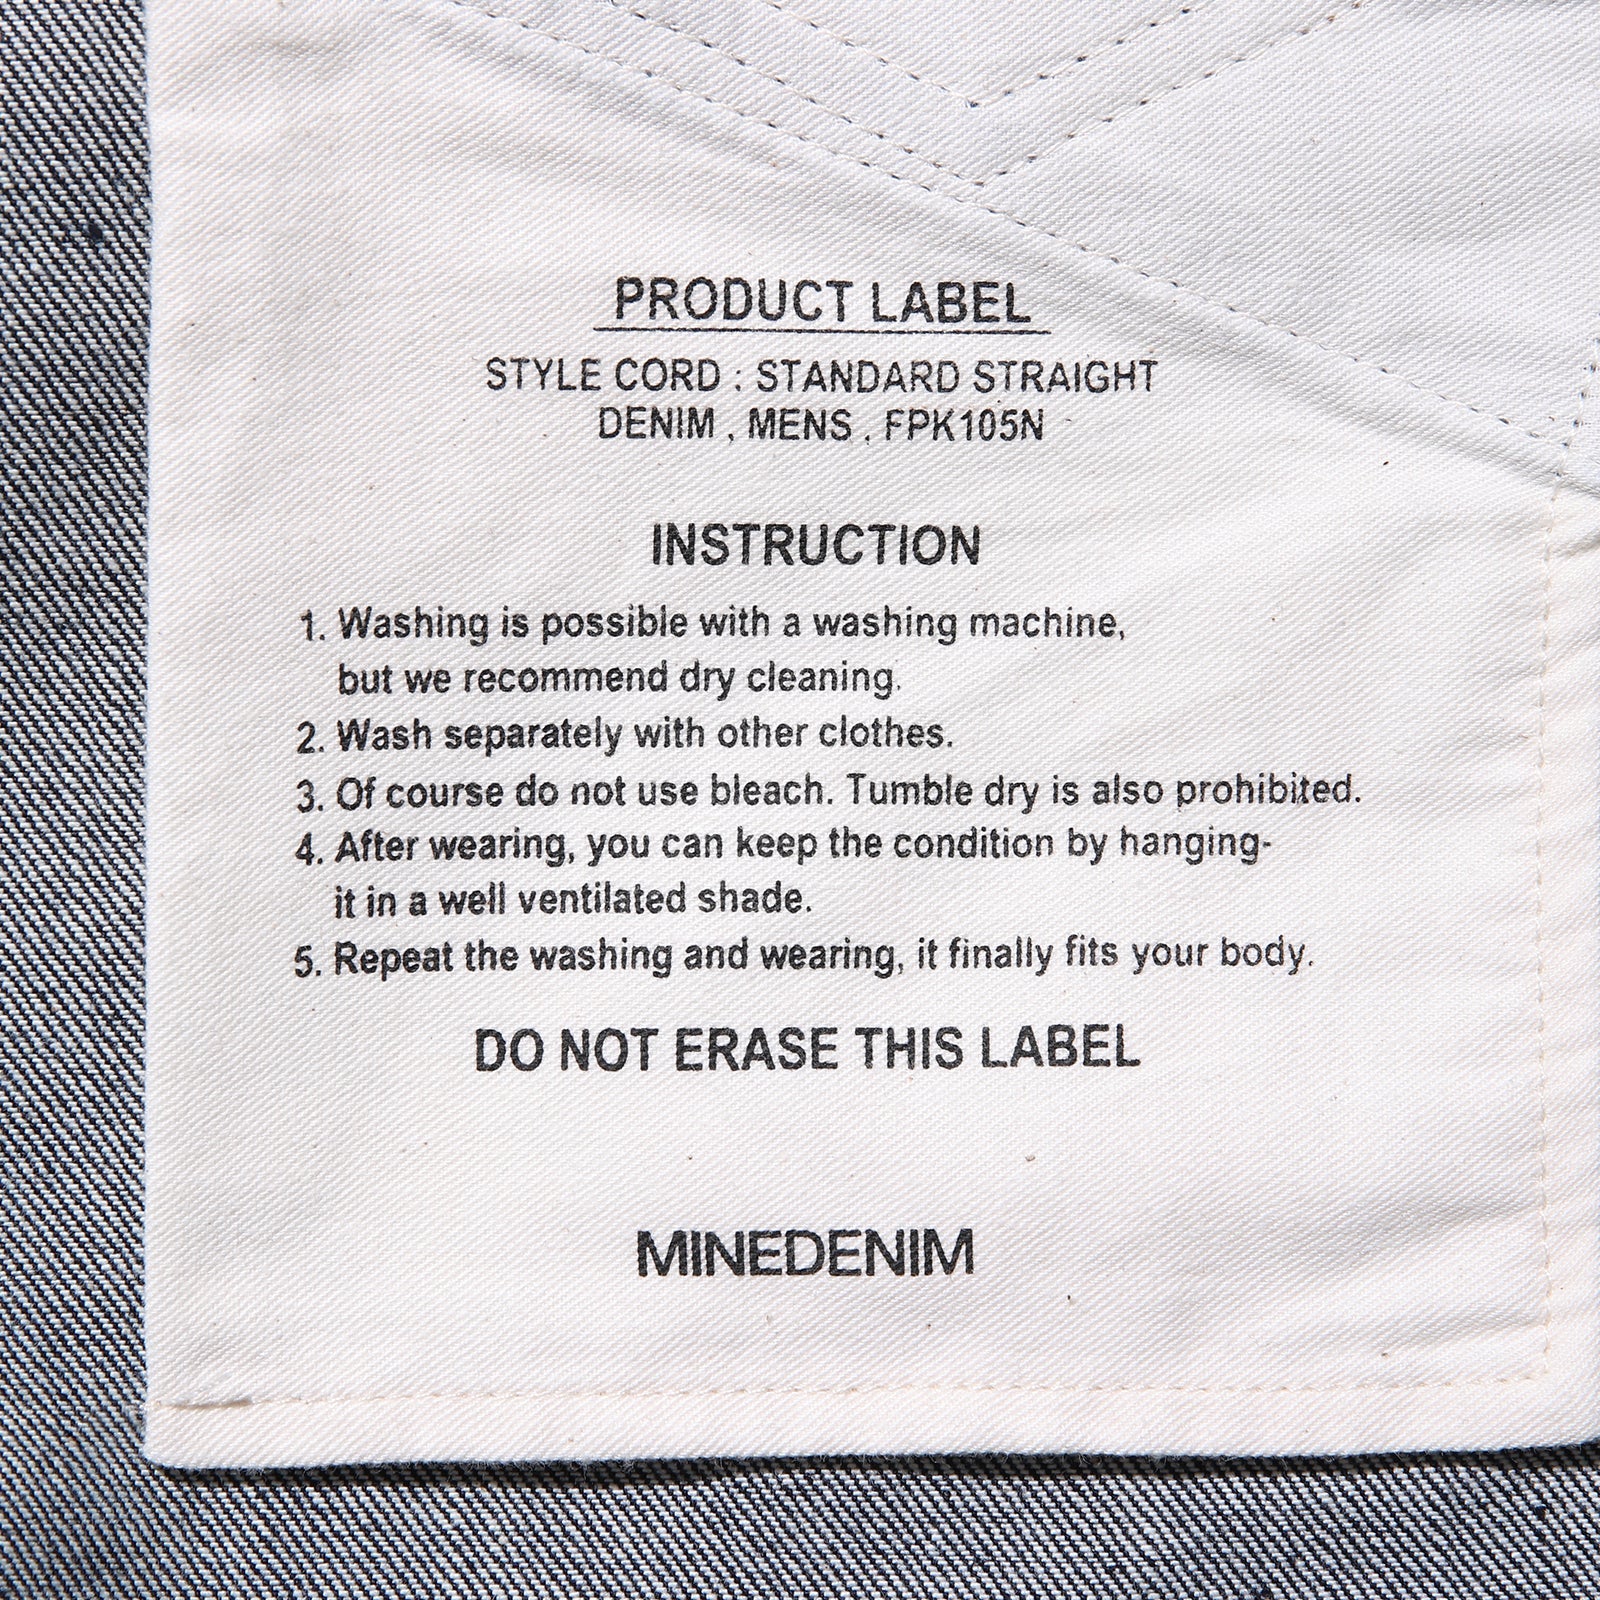 PRODUCT LABEL
STYLE CORD : STANDARD STRAIGHT
DENIM , MENS , FPK105N
INSTRUCTION
1. Washing is possible with a washing machine,
but we recommend dry cleaning.
2. Wash separately with other clothes.
3. Of course do not use bleach. Tumble dry is also prohibited.
4. After wearing, you can keep the condition by hanging-
it in a well ventilated shade.
5. Repeat the washing and wearing, it finally fits your body.
DO NOT ERASE THIS LABEL
MINEDENIM